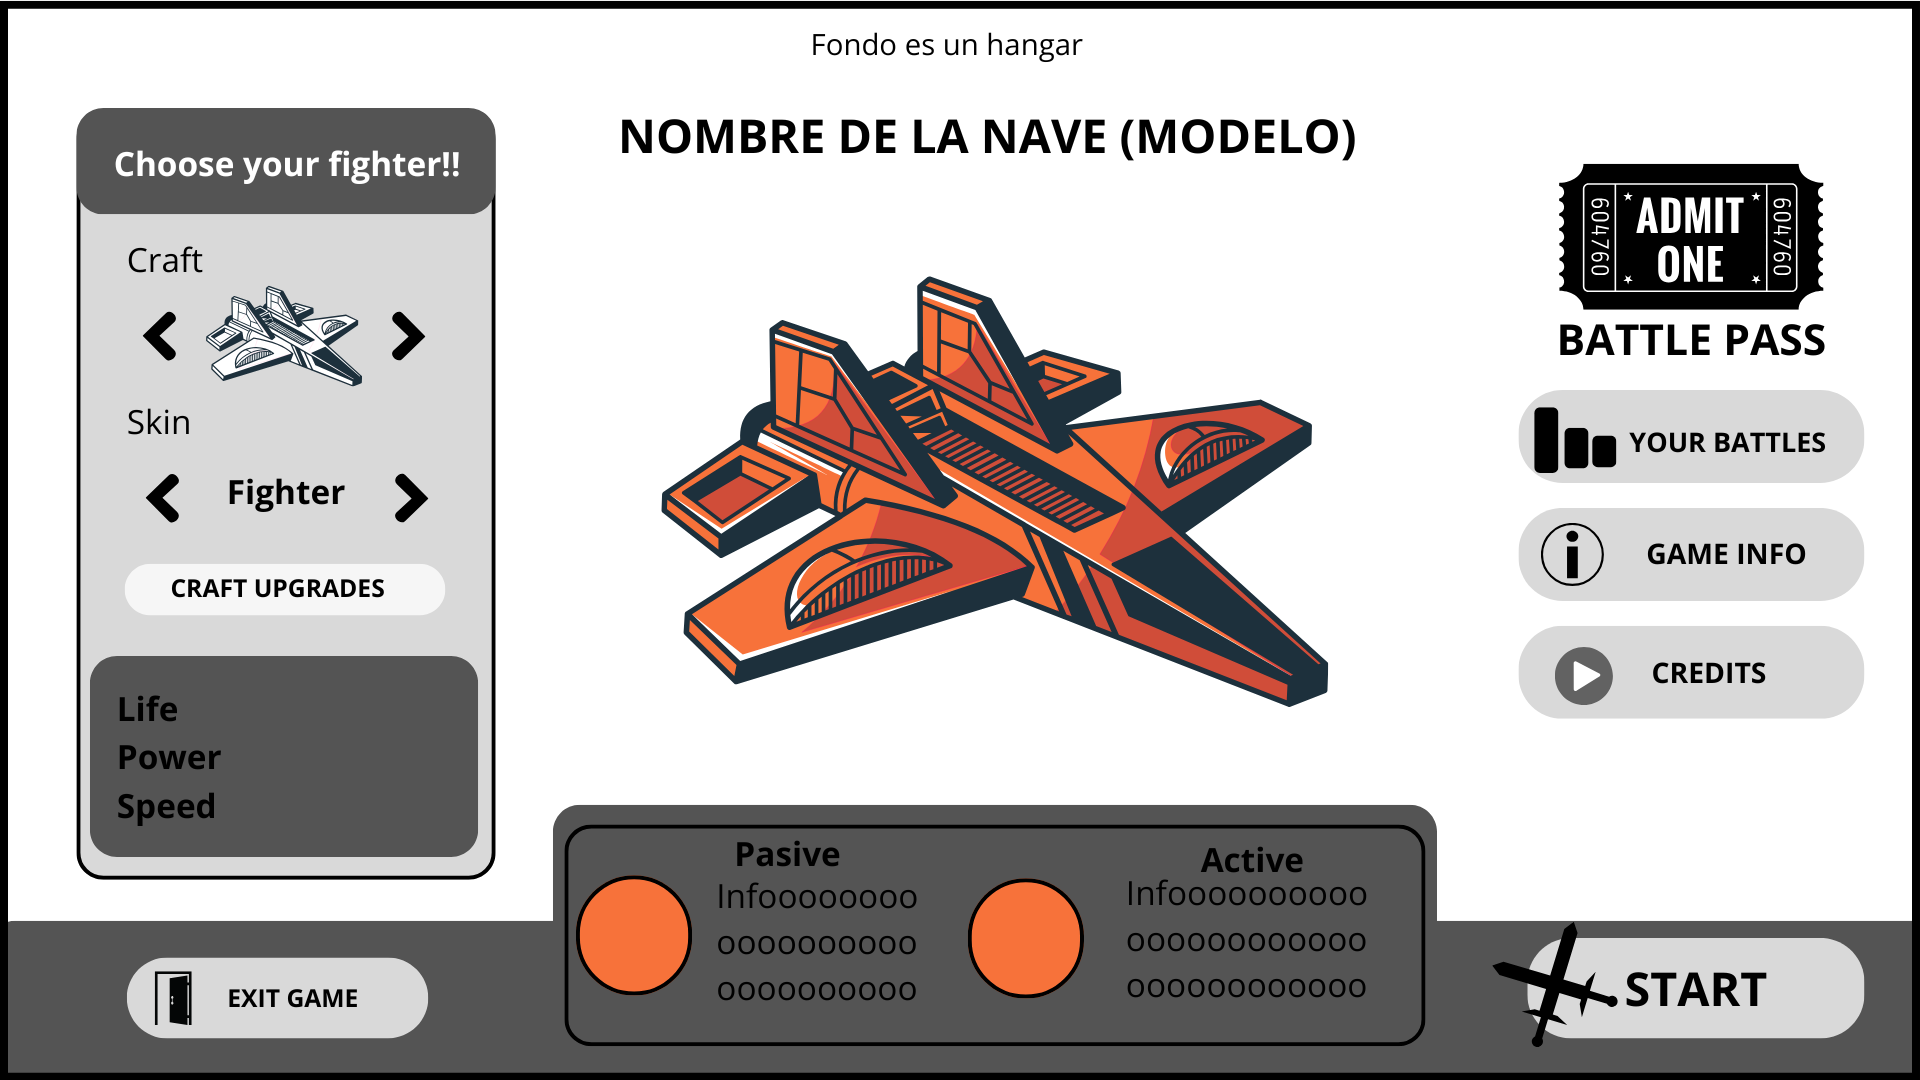 Fondo es un hangar
NOMBRE DE LA NAVE (MODELO)
Choose your fighter!!
Craft
Skin
Fighter
CRAFT UPGRADES
Life
Power
Speed
EXIT GAME
Pasive
Infoooooooo
oooooooooo
oooooooooo
Active
Infoooooooooo
oooooooooooo
oooooooooooo
604760
ADMIT
ONE
604760
BATTLE PASS
YOUR BATTLES
GAME INFO
CREDITS
START